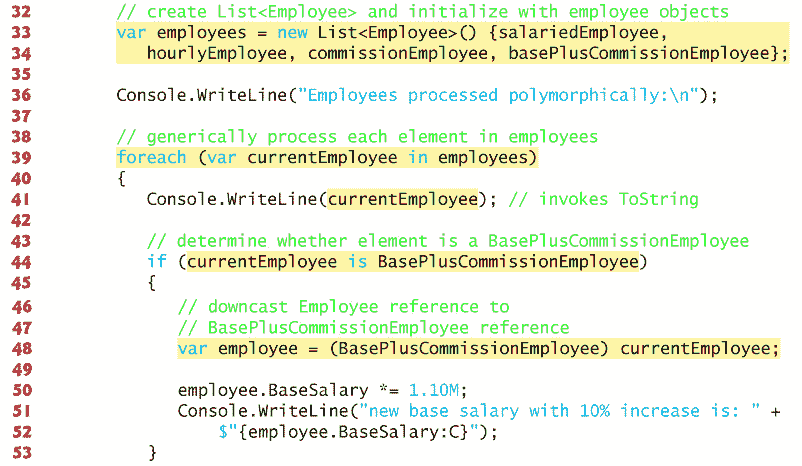 32 // create List<Employee> and initialize with employee objects
33 var employees = new List<Employee>() {salariedEmployee,
34 hourlyEmployee, commissionEmployee, basePlusCommissionEmployee};
35
36 Console.WriteLine("Employees processed polymorphically:\n");
37
38 // generically process each element in employees
39 foreach (var currentEmployee in employees)
40 {
41 Console.WriteLine(currentEmployee); // invokes ToString
42
43 // determine whether element is a BasePlusCommissionEmployee
44 if (currentEmployee is BasePlusCommissionEmployee)
45 {
46 // downcast Employee reference to
47 // BasePlusCommissionEmployee reference
48 var employee = (BasePlusCommissionEmployee) currentEmployee;
49
50 employee.BaseSalary *= 1.10M;
51 Console.WriteLine("new base salary with 10% increase is: " +
52 $"{employee.BaseSalary:C}");
53 }